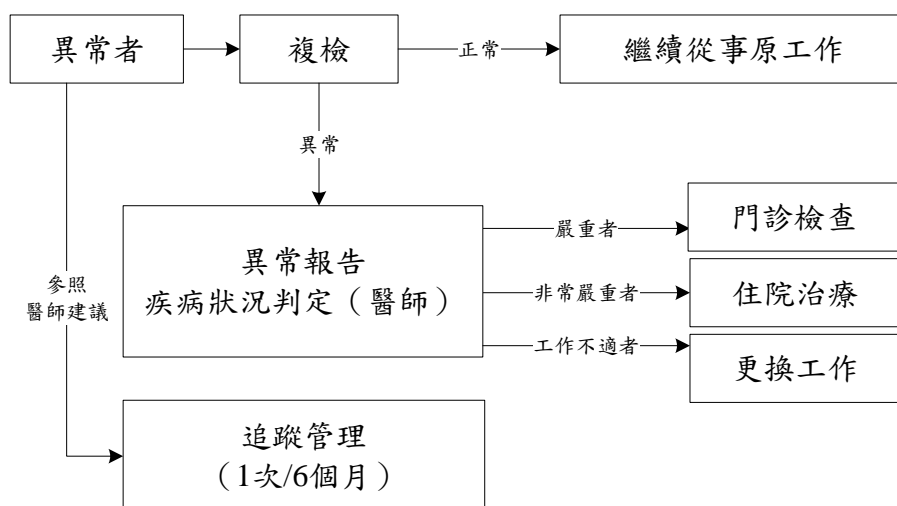 異常者
複檢
正常
繼續從事原工作
異常
異常報告
疾病狀況判定（醫師）
嚴重者
門診檢查
非常嚴重者
住院治療
工作不適者
更換工作
參照
醫師建議
追蹤管理
（1次/6個月）